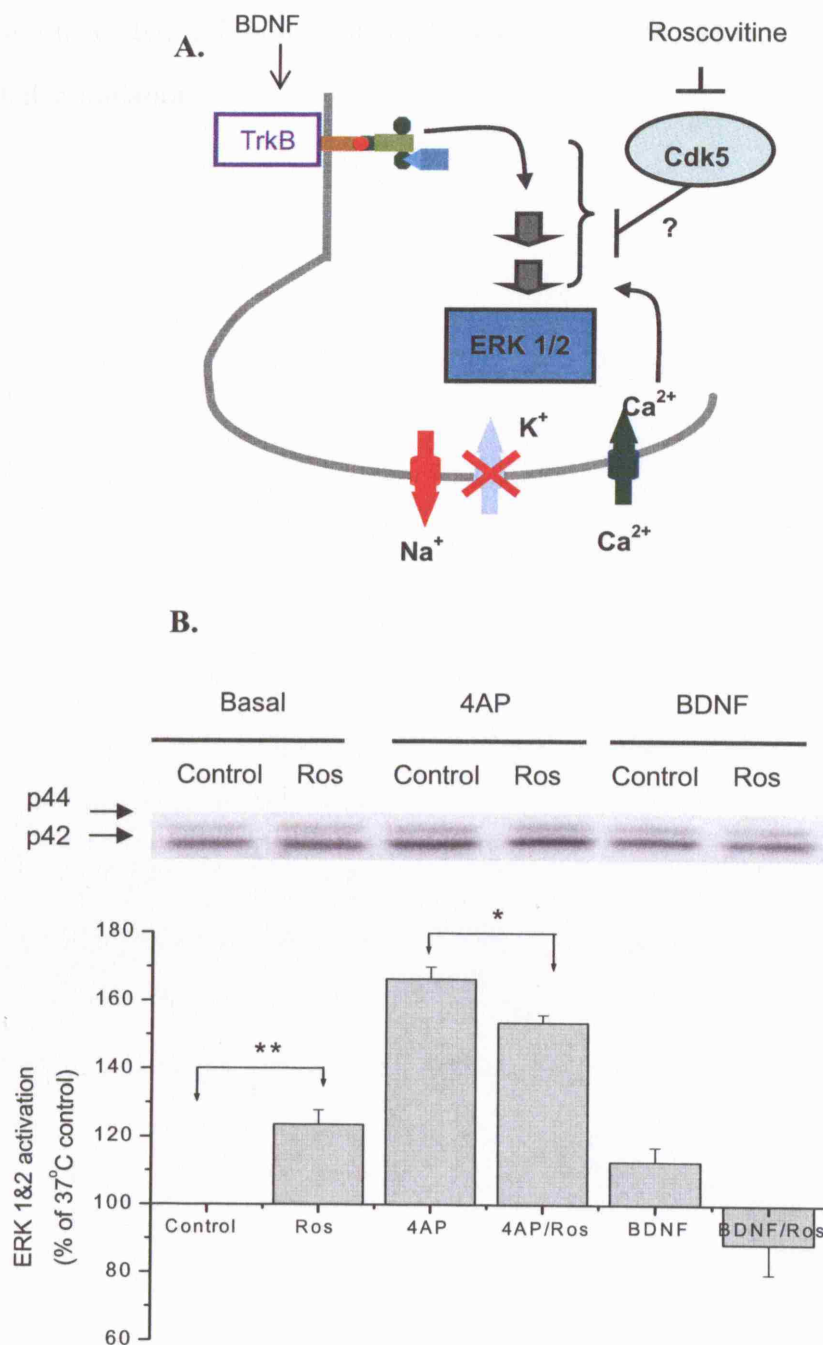 A.
BDNF
Roscovitine
TrkB
Cdk5
?
ERK 1/2
Ca2+
K+
Na+
Ca2+
B.
Basal 4AP BDNF
Control Ros Control Ros Control Ros
p44
p42
180
160
140
120
100
80
60
ERK 1&2 activation
(% of 37°C control)
**
*
Control Ros 4AP 4AP/Ros BDNF BDNF/Ros